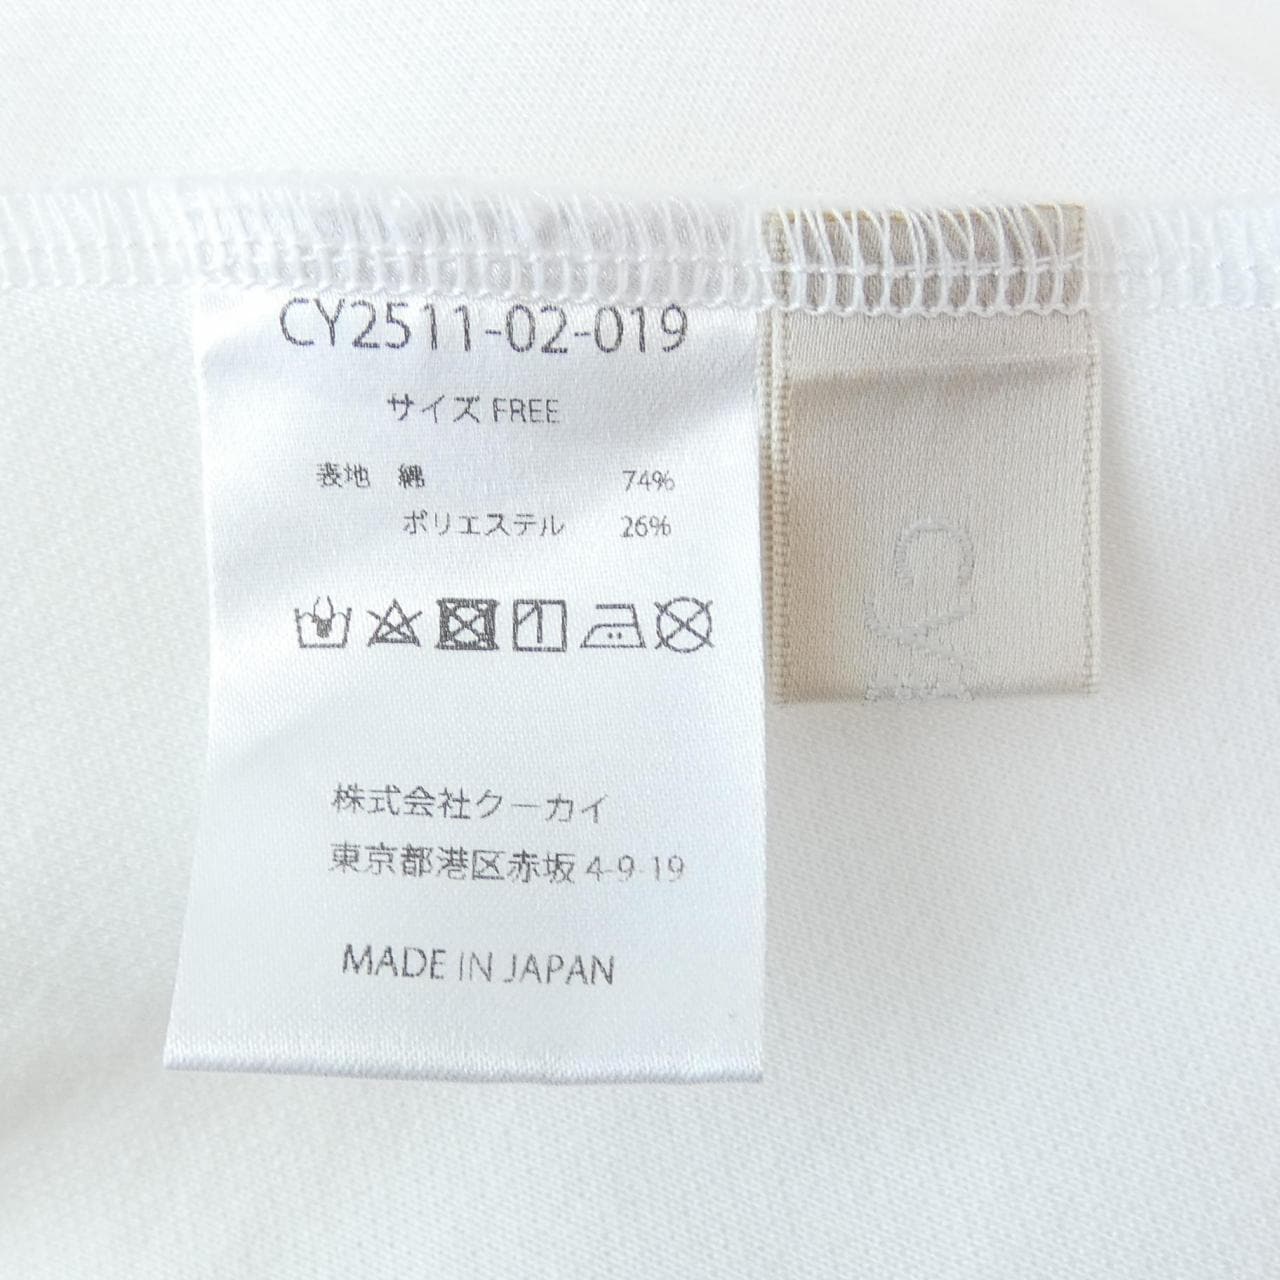 CY2511-02-019
サイズ FREE
表地 綿 74%
ポリエステル 26%
株式会社クーカイ
東京都港区赤坂 4-9-19
MADE IN JAPAN